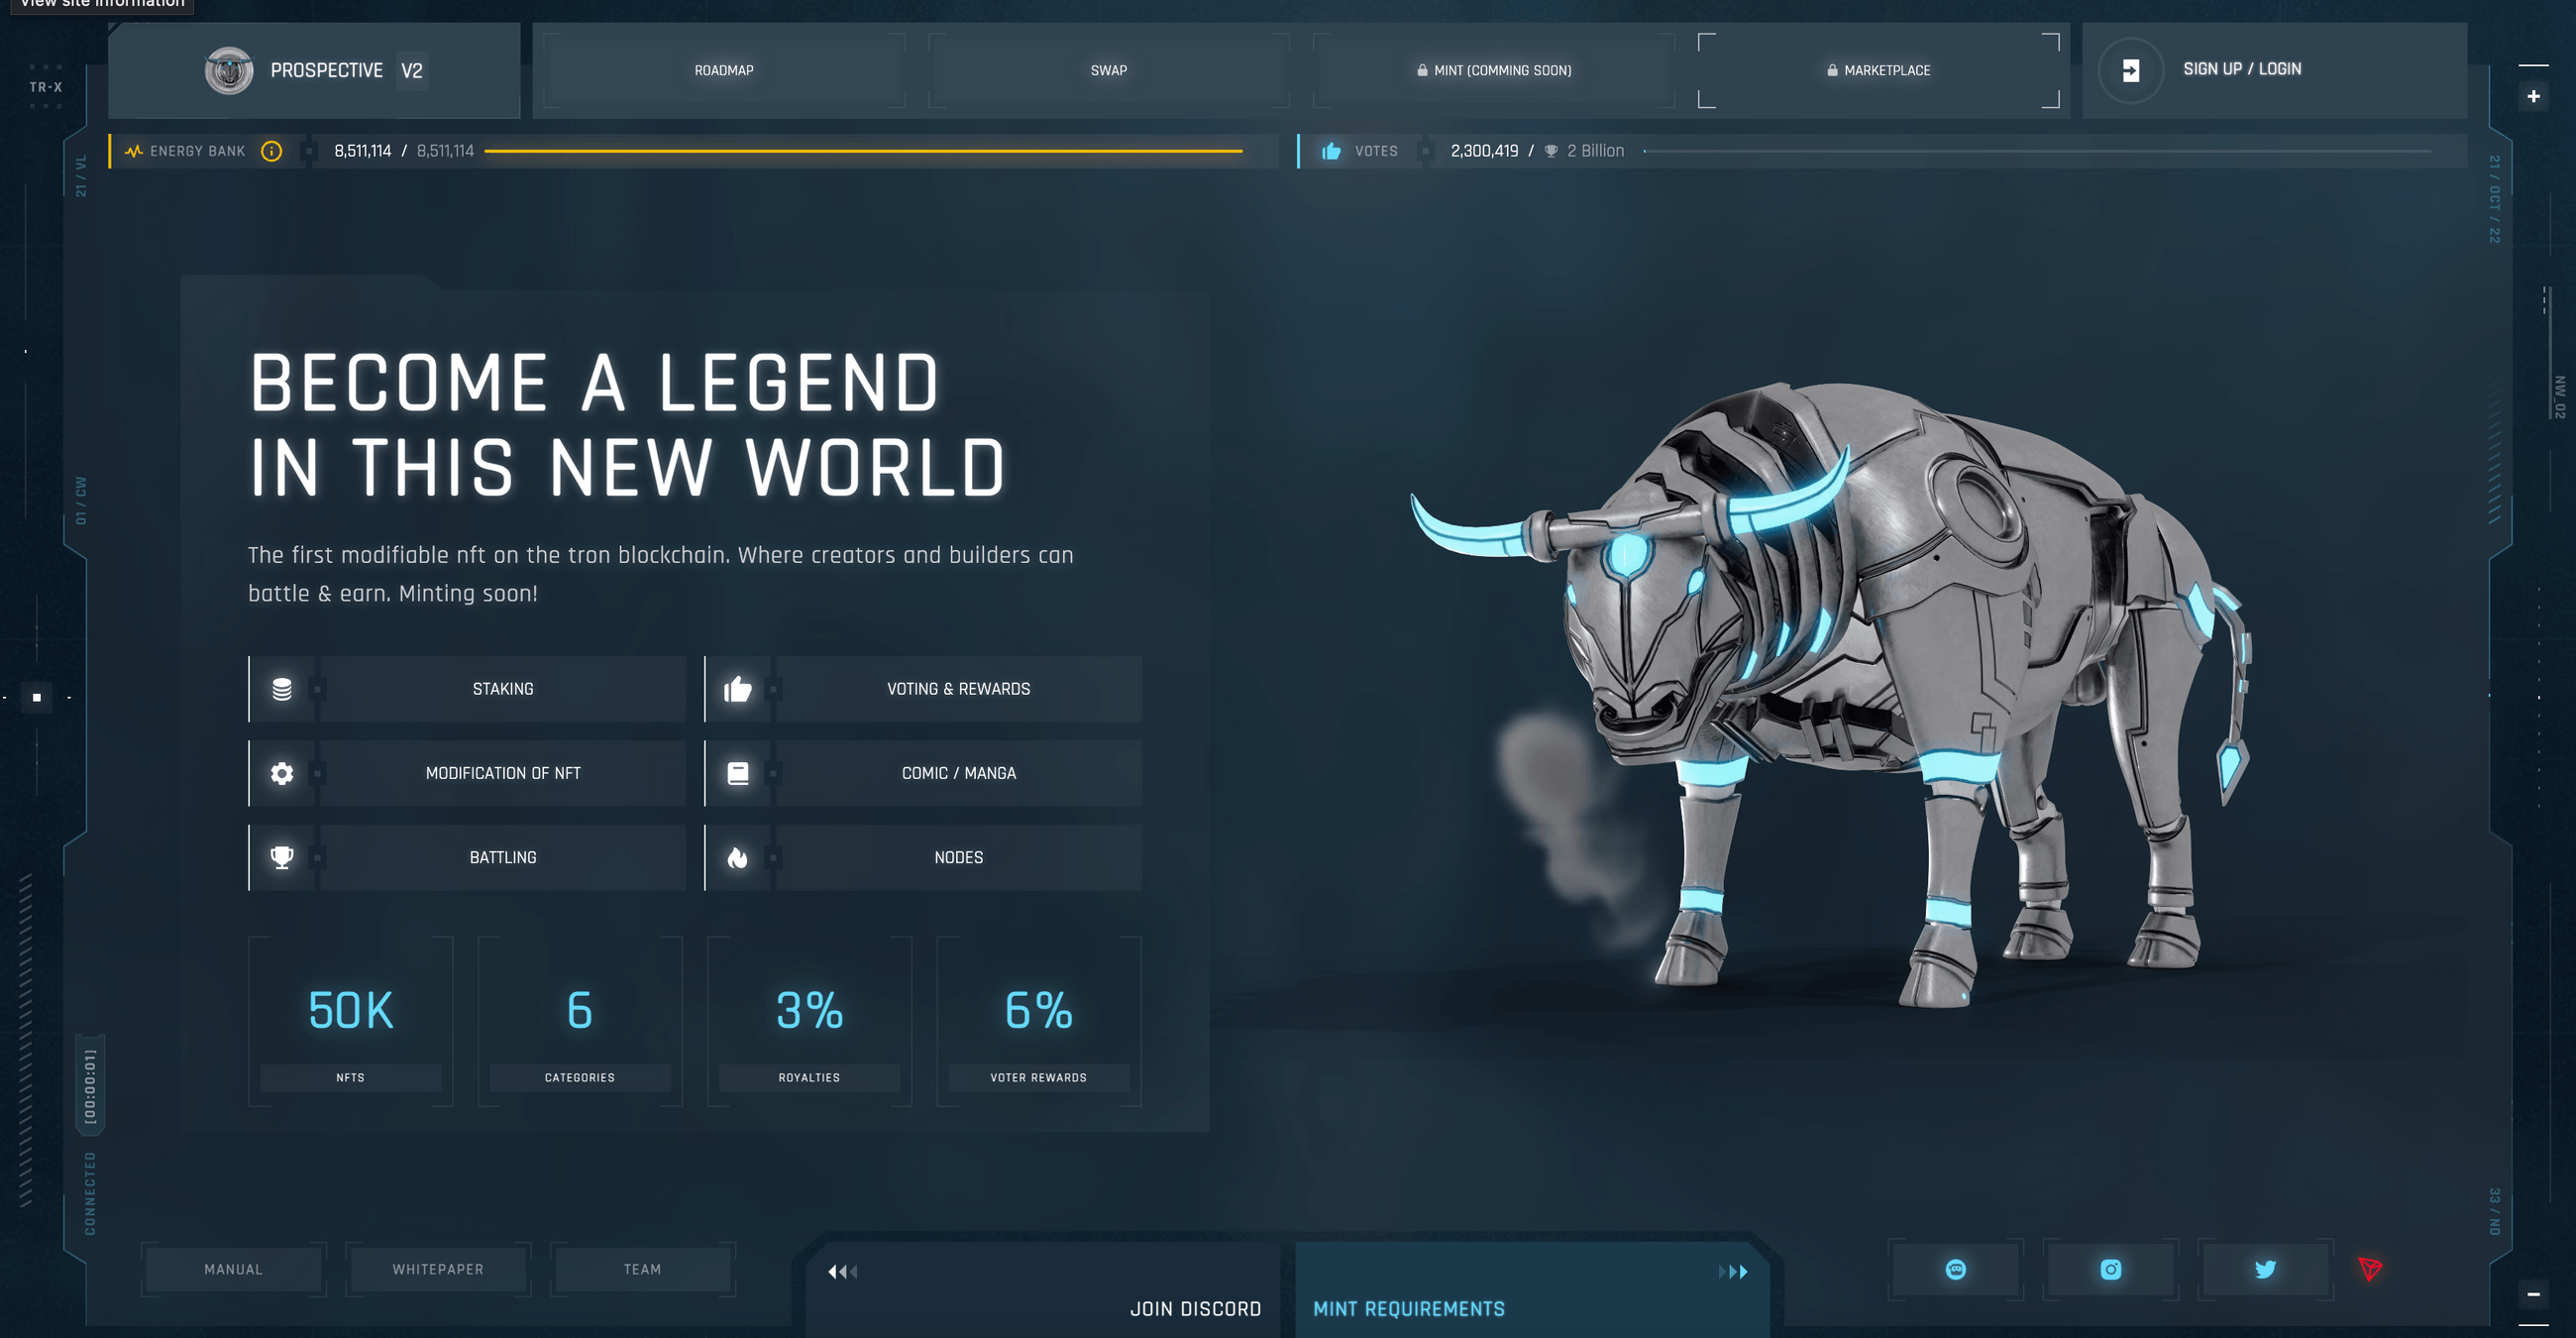 View site information
TR-X
PROSPECTIVE V2
ROADMAP
SWAP
MINT (COMMING SOON)
MARKETPLACE
SIGN UP / LOGIN
ENERGY BANK
8,511,114 / 8,511,114
VOTES
2,300,419 / 2 Billion
21 / VL
21 / OCT / 22
NW_02
01 / CW
BECOME A LEGEND
IN THIS NEW WORLD
The first modifiable nft on the tron blockchain. Where creators and builders can
battle & earn. Minting soon!
STAKING
VOTING & REWARDS
MODIFICATION OF NFT
COMIC / MANGA
BATTLING
NODES
50K
NFTS
6
CATEGORIES
3%
ROYALTIES
6%
VOTER REWARDS
[00:00:01]
CONNECTED
33 / ND
MANUAL
WHITEPAPER
TEAM
JOIN DISCORD
MINT REQUIREMENTS